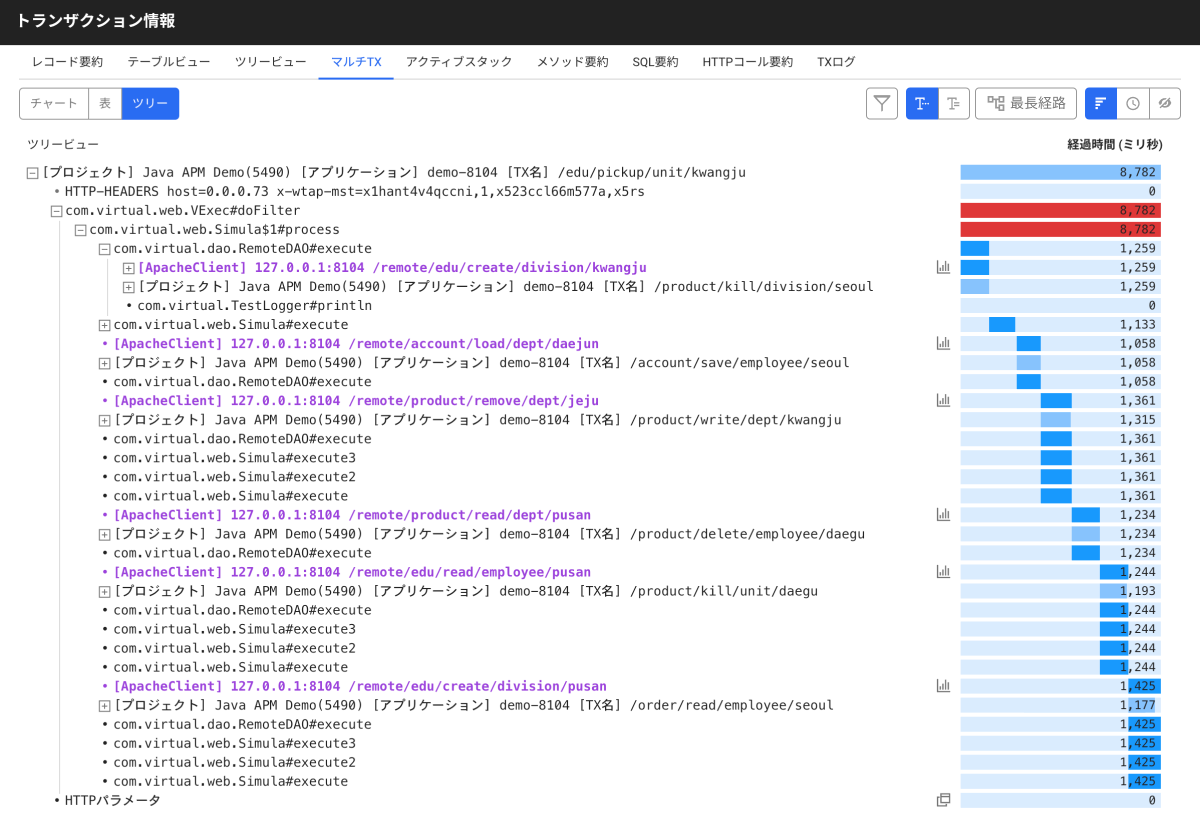 トランザクション情報
レコード要約 テーブルビュー ツリービュー マルチTX アクティブスタック メソッド要約 SQL要約 HTTPコール要約 TXログ
チャート 表 ツリー 最長経路
ツリービュー 経過時間 (ミリ秒)
[プロジェクト] Java APM Demo(5490) [アプリケーション] demo-8104 [TX名] /edu/pickup/unit/kwangju 8,782
HTTP-HEADERS host=0.0.0.73 x-wtap-mst=x1hant4v4qccni,1,x523ccl66m577a,x5rs 0
com.virtual.web.VExec#doFilter 8,782
com.virtual.web.Simula$1#process 8,782
com.virtual.dao.RemoteDAO#execute 1,259
[ApacheClient] 127.0.0.1:8104 /remote/edu/create/division/kwangju 1,259
[プロジェクト] Java APM Demo(5490) [アプリケーション] demo-8104 [TX名] /product/kill/division/seoul 1,259
com.virtual.TestLogger#println 0
com.virtual.web.Simula#execute 1,133
[ApacheClient] 127.0.0.1:8104 /remote/account/load/dept/daejun 1,058
[プロジェクト] Java APM Demo(5490) [アプリケーション] demo-8104 [TX名] /account/save/employee/seoul 1,058
com.virtual.dao.RemoteDAO#execute 1,058
[ApacheClient] 127.0.0.1:8104 /remote/product/remove/dept/jeju 1,361
[プロジェクト] Java APM Demo(5490) [アプリケーション] demo-8104 [TX名] /product/write/dept/kwangju 1,315
com.virtual.dao.RemoteDAO#execute 1,361
com.virtual.web.Simula#execute3 1,361
com.virtual.web.Simula#execute2 1,361
com.virtual.web.Simula#execute 1,361
[ApacheClient] 127.0.0.1:8104 /remote/product/read/dept/pusan 1,234
[プロジェクト] Java APM Demo(5490) [アプリケーション] demo-8104 [TX名] /product/delete/employee/daegu 1,234
com.virtual.dao.RemoteDAO#execute 1,234
[ApacheClient] 127.0.0.1:8104 /remote/edu/read/employee/pusan 1,244
[プロジェクト] Java APM Demo(5490) [アプリケーション] demo-8104 [TX名] /product/kill/unit/daegu 1,193
com.virtual.dao.RemoteDAO#execute 1,244
com.virtual.web.Simula#execute3 1,244
com.virtual.web.Simula#execute2 1,244
com.virtual.web.Simula#execute 1,244
[ApacheClient] 127.0.0.1:8104 /remote/edu/create/division/pusan 1,425
[プロジェクト] Java APM Demo(5490) [アプリケーション] demo-8104 [TX名] /order/read/employee/seoul 1,177
com.virtual.dao.RemoteDAO#execute 1,425
com.virtual.web.Simula#execute3 1,425
com.virtual.web.Simula#execute2 1,425
com.virtual.web.Simula#execute 1,425
HTTPパラメータ 0